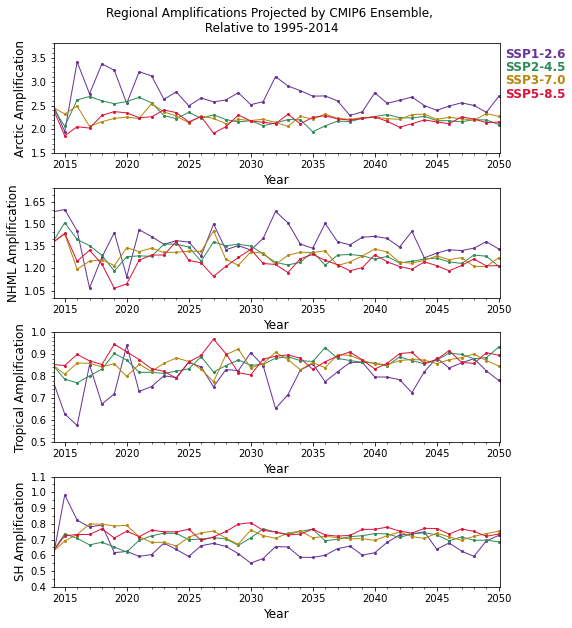 Regional Amplifications Projected by CMIP6 Ensemble,
Relative to 1995-2014
SSP1-2.6
SSP2-4.5
SSP3-7.0
SSP5-8.5
Arctic Amplification
3.5
3.0
2.5
2.0
1.5
2015 2020 2025 2030 2035 2040 2045 2050
Year
NHML Amplification
1.65
1.50
1.35
1.20
1.05
2015 2020 2025 2030 2035 2040 2045 2050
Year
Tropical Amplification
1.0
0.9
0.8
0.7
0.6
0.5
2015 2020 2025 2030 2035 2040 2045 2050
Year
SH Amplification
1.1
1.0
0.9
0.8
0.7
0.6
0.5
0.4
2015 2020 2025 2030 2035 2040 2045 2050
Year